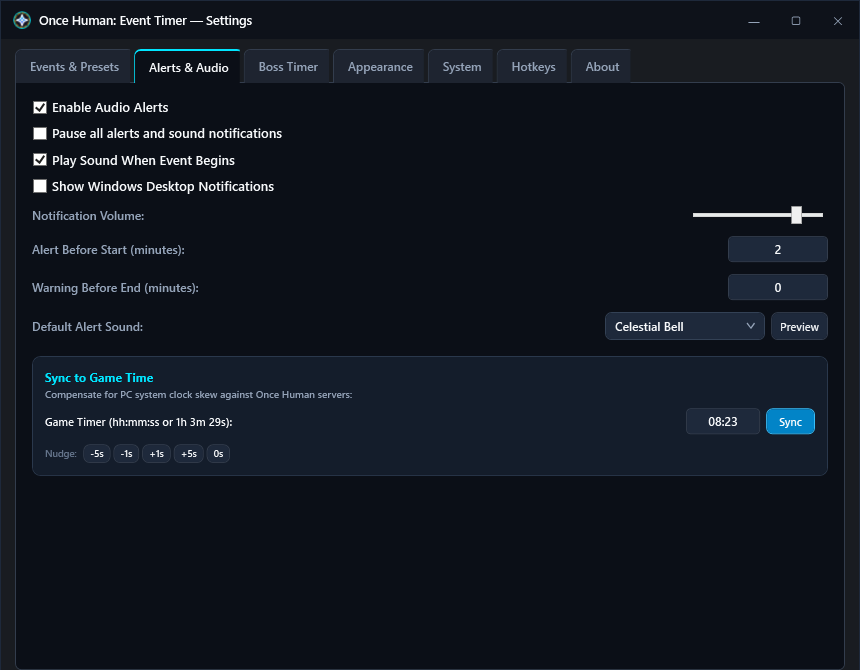 Once Human: Event Timer — Settings
Events & Presets
Alerts & Audio
Boss Timer
Appearance
System
Hotkeys
About
Enable Audio Alerts
Pause all alerts and sound notifications
Play Sound When Event Begins
Show Windows Desktop Notifications
Notification Volume:
Alert Before Start (minutes):
2
Warning Before End (minutes):
0
Default Alert Sound:
Celestial Bell
Preview
Sync to Game Time
Compensate for PC system clock skew against Once Human servers:
Game Timer (hh:mm:ss or 1h 3m 29s):
08:23
Sync
Nudge:
-5s
-1s
+1s
+5s
0s